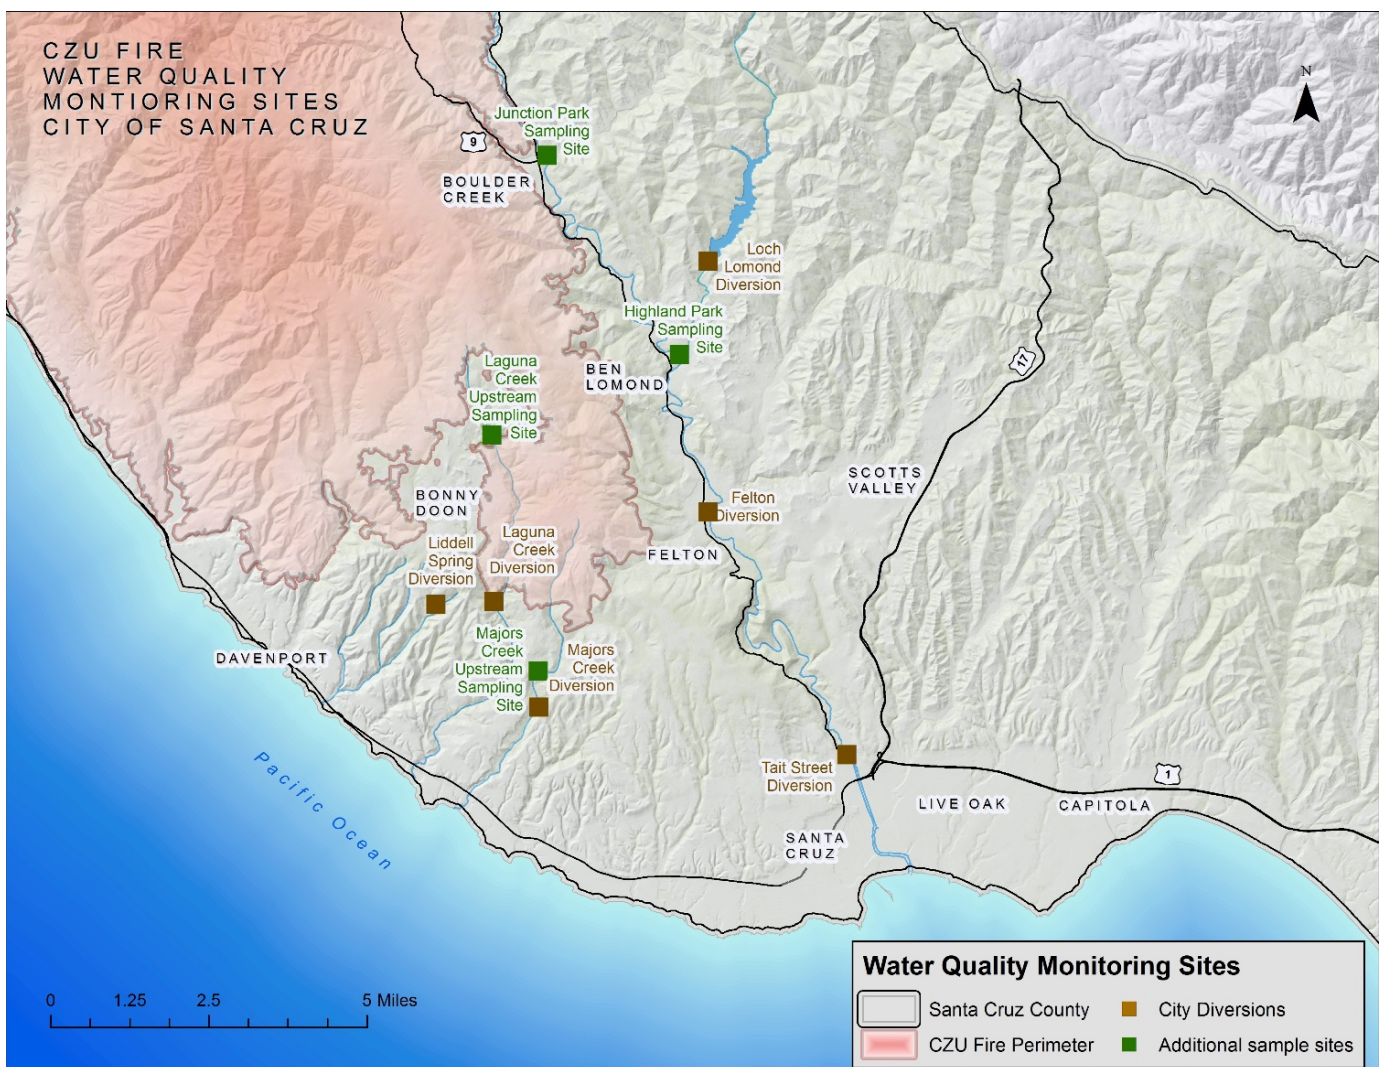 CZU FIRE
WATER QUALITY
MONTIORING SITES
CITY OF SANTA CRUZ
N
Junction Park
Sampling
Site
9
BOULDER
CREEK
Loch
Lomond
Diversion
Highland Park
Sampling
Site
17
Laguna
Creek
Upstream
Sampling
Site
BEN
LOMOND
SCOTTS
VALLEY
BONNY
DOON
Felton
Diversion
Liddell
Spring
Diversion
Laguna
Creek
Diversion
FELTON
Majors
Creek
Upstream
Sampling
Site
Majors
Creek
Diversion
DAVENPORT
Pacific Ocean
Tait Street
Diversion
1
LIVE OAK
CAPITOLA
SANTA
CRUZ
0 1.25 2.5 5 Miles
Water Quality Monitoring Sites
Santa Cruz County
City Diversions
CZU Fire Perimeter
Additional sample sites